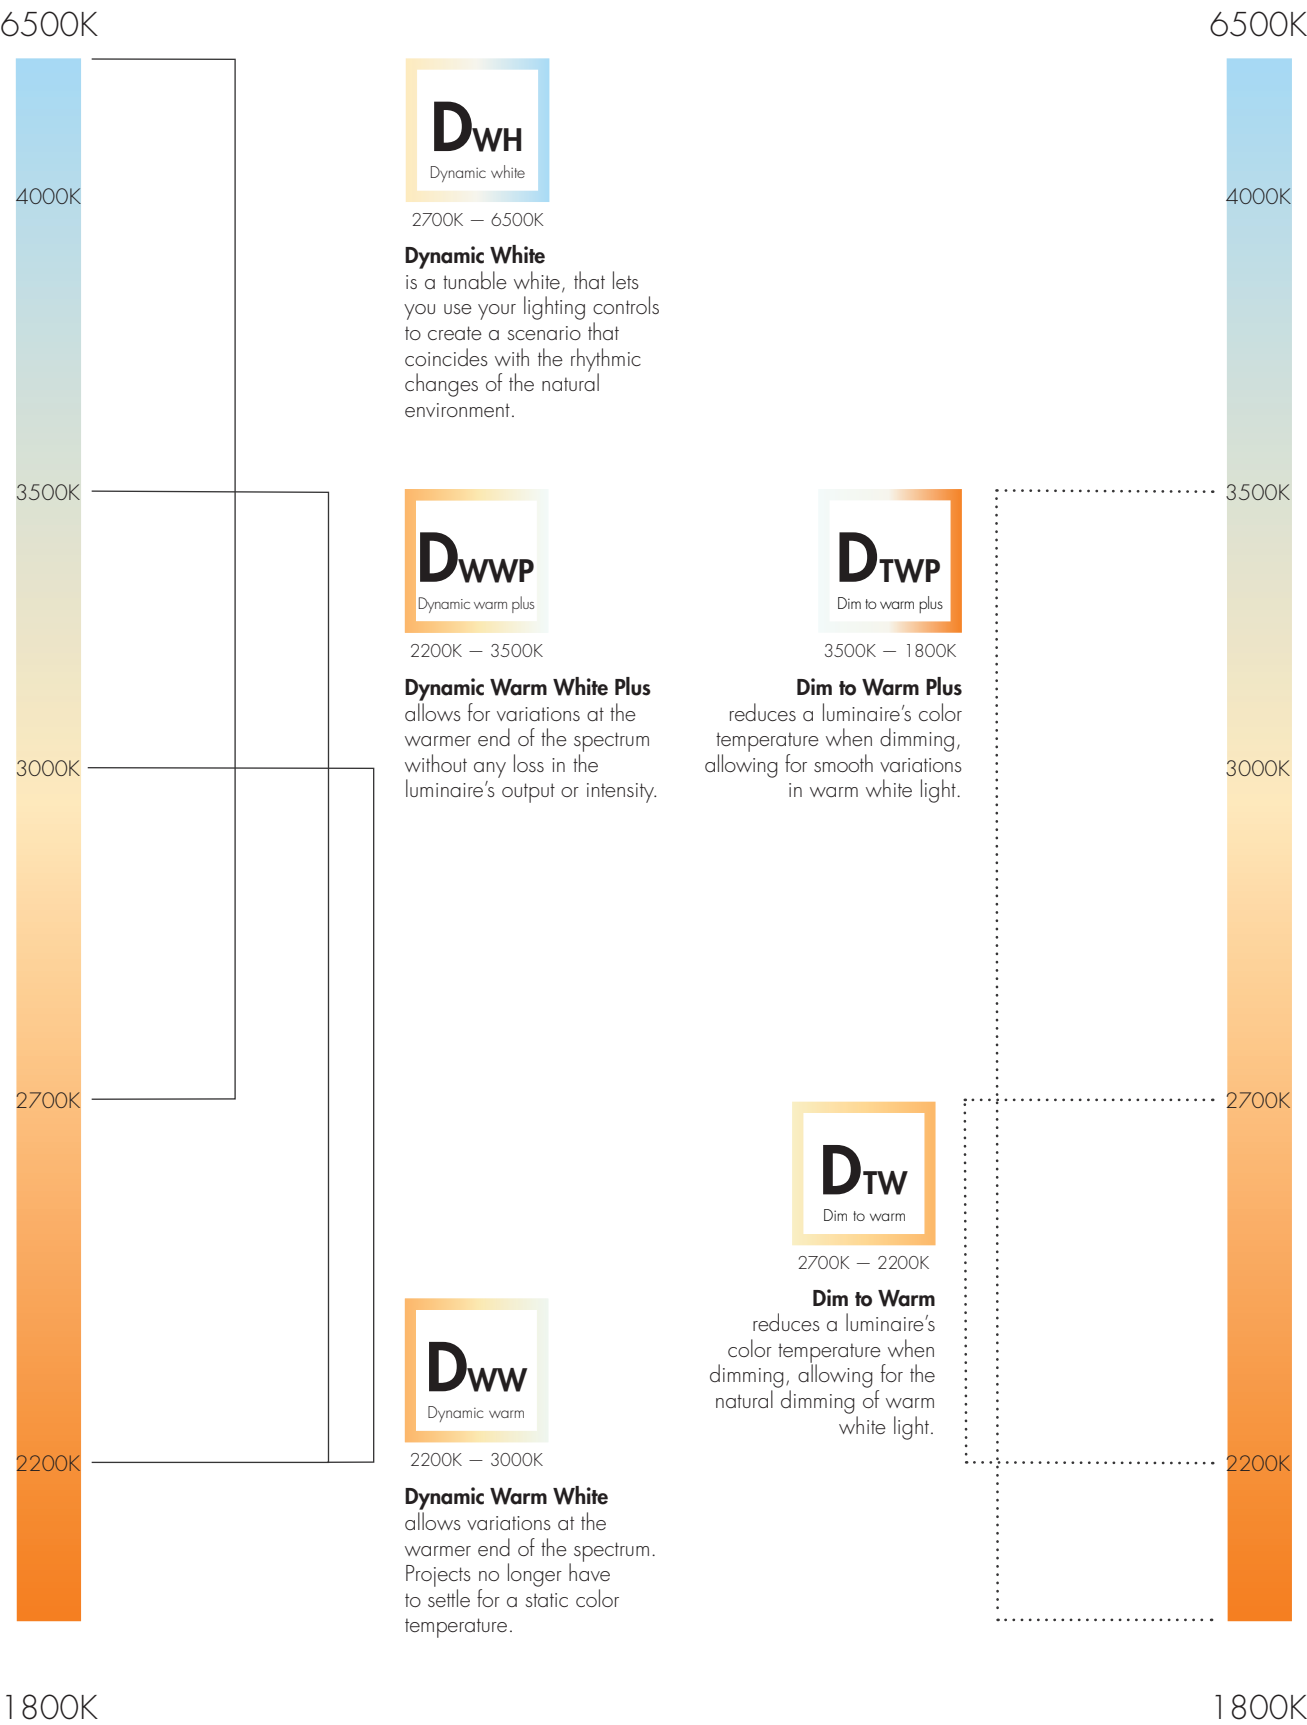 6500K
4000K
3500K
3000K
2700K
2200K
1800K
DWH
Dynamic white
2700K — 6500K
Dynamic White
is a tunable white, that lets
you use your lighting controls
to create a scenario that
coincides with the rhythmic
changes of the natural
environment.
DWWP
Dynamic warm plus
2200K — 3500K
Dynamic Warm White Plus
allows for variations at the
warmer end of the spectrum
without any loss in the
luminaire’s output or intensity.
DWW
Dynamic warm
2200K — 3000K
Dynamic Warm White
allows variations at the
warmer end of the spectrum.
Projects no longer have
to settle for a static color
temperature.
DTWP
Dim to warm plus
3500K — 1800K
Dim to Warm Plus
reduces a luminaire’s color
temperature when dimming,
allowing for smooth variations
in warm white light.
DTW
Dim to warm
2700K — 2200K
Dim to Warm
reduces a luminaire’s
color temperature when
dimming, allowing for the
natural dimming of warm
white light.
6500K
4000K
3500K
3000K
2700K
2200K
1800K